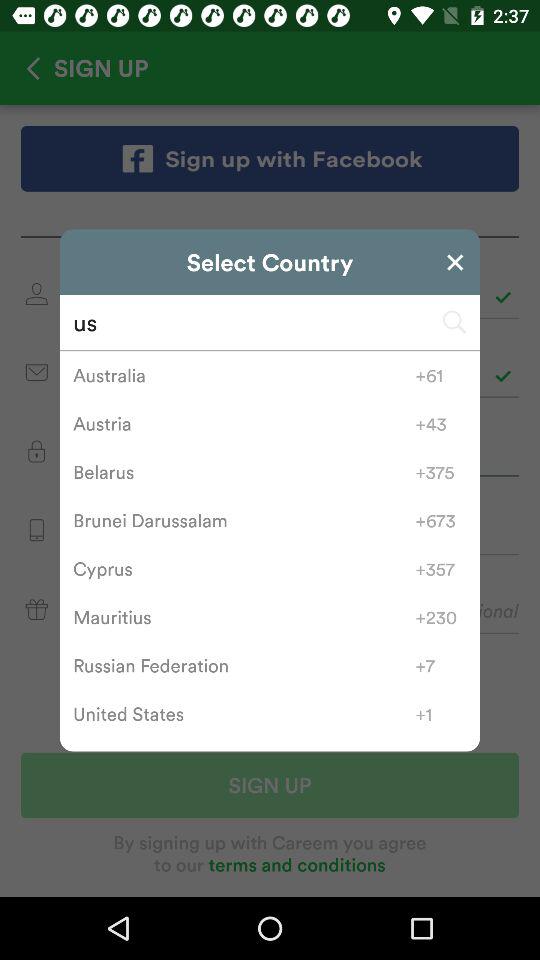 2:37
SIGN UP
Sign up with Facebook
Select Country
us
Australia +61
Austria +43
Belarus +375
Brunei Darussalam +673
Cyprus +357
Mauritius +230
ional
Russian Federation +7
United States +1
SIGN UP
By signing up with Careem you agree
to our terms and conditions